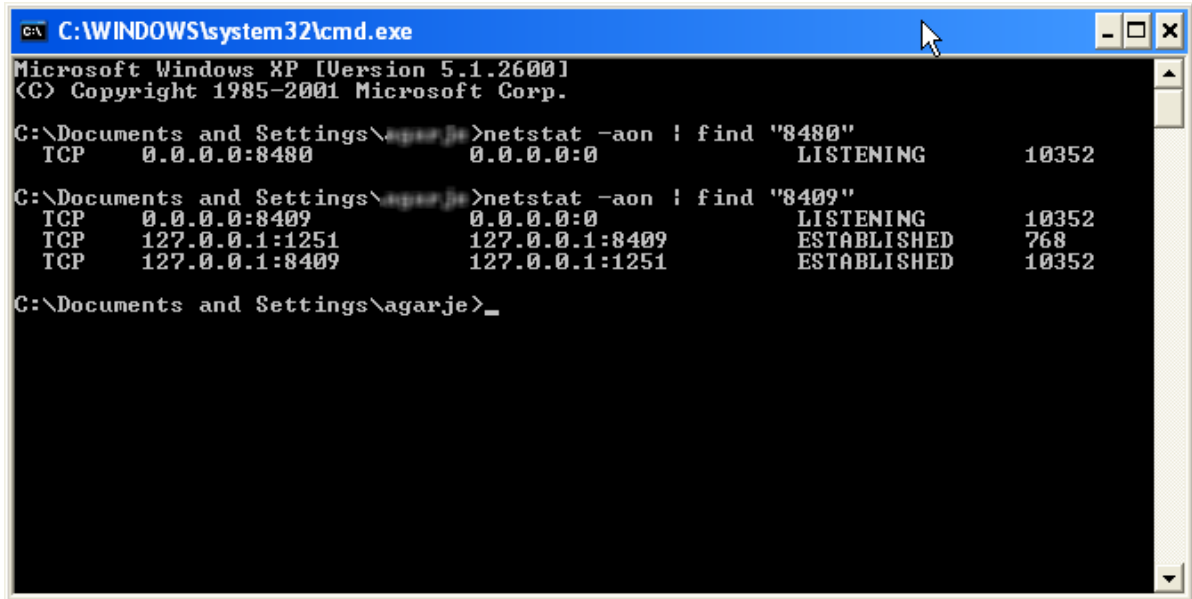 C:\WINDOWS\system32\cmd.exe
Microsoft Windows XP [Version 5.1.2600]
(C) Copyright 1985-2001 Microsoft Corp.
C:\Documents and Settings\ >netstat -aon | find "8480"
TCP 0.0.0.0:8480 0.0.0.0:0 LISTENING 10352
C:\Documents and Settings\ >netstat -aon | find "8409"
TCP 0.0.0.0:8409 0.0.0.0:0 LISTENING 10352
TCP 127.0.0.1:1251 127.0.0.1:8409 ESTABLISHED 768
TCP 127.0.0.1:8409 127.0.0.1:1251 ESTABLISHED 10352
C:\Documents and Settings\agarje>_